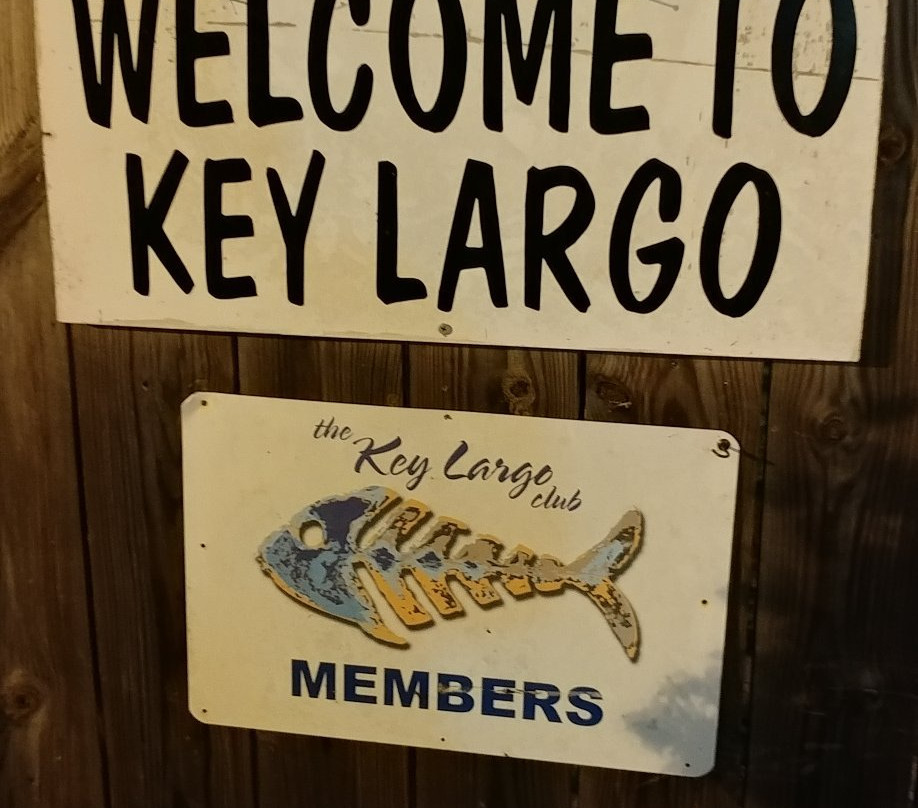 WELCOME TO
KEY LARGO
the
Key Largo
club
MEMBERS